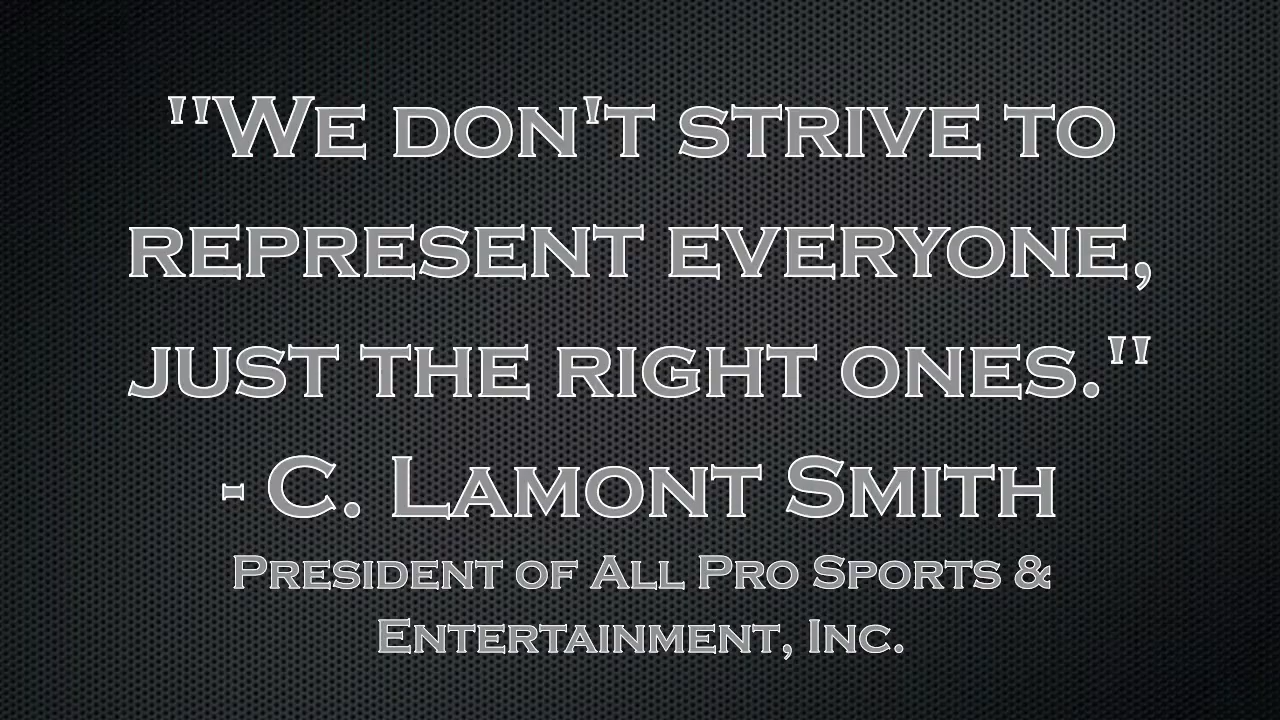 "We don't strive to
represent everyone,
just the right ones."
- C. Lamont Smith
President of All Pro Sports &
Entertainment, Inc.